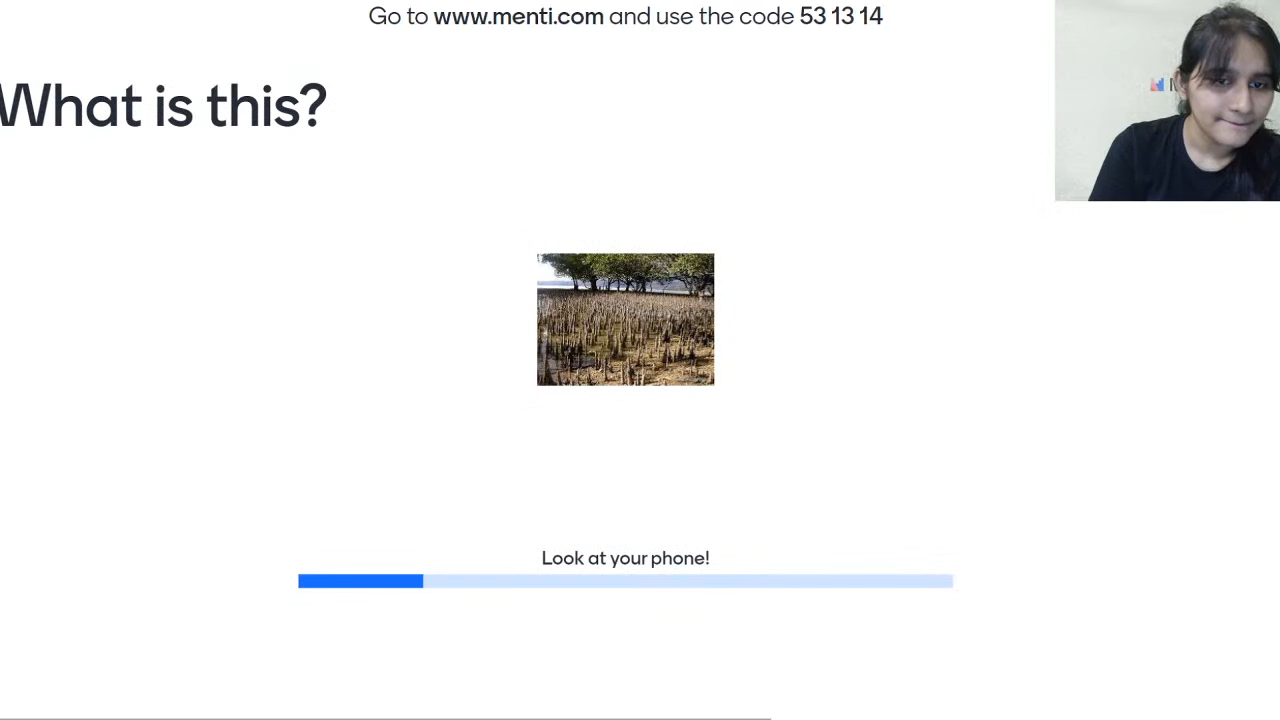 Go to www.menti.com and use the code 53 13 14
What is this?
Look at your phone!